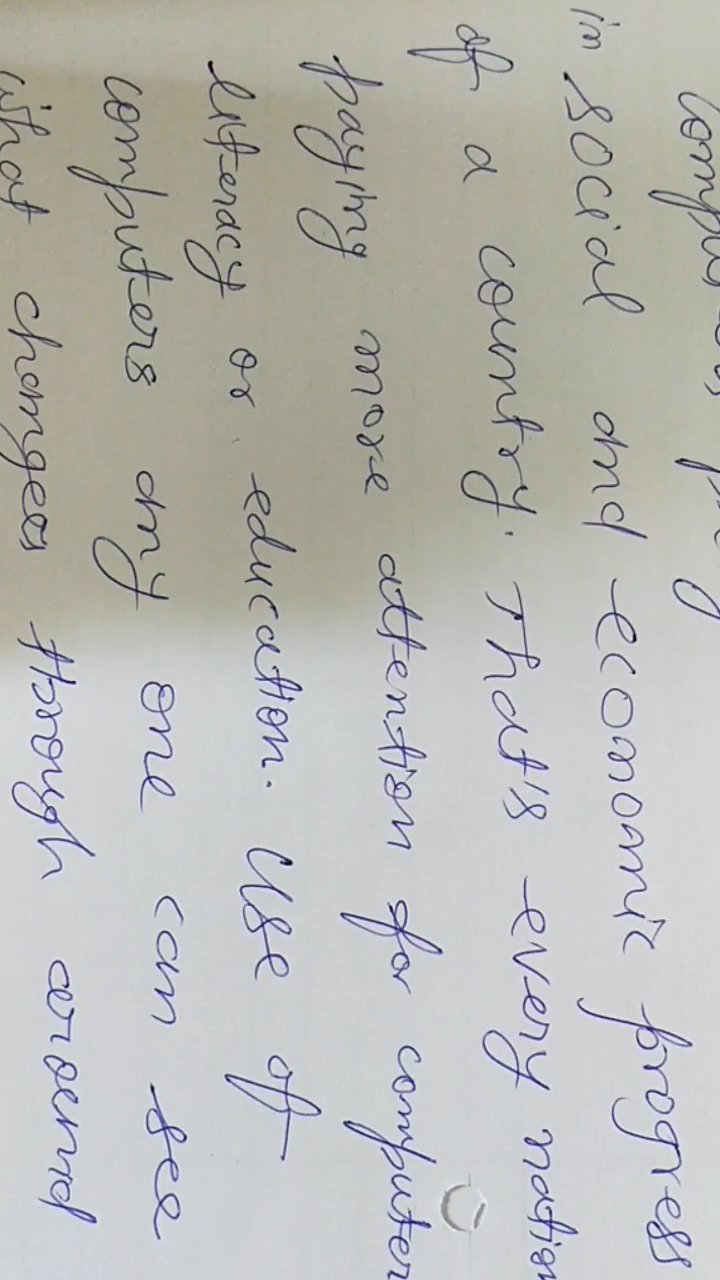 in social and economic progress
of a country. That's every nation
paying more attention for computer
literacy or education. Use of
computers any one can see
what changes through around